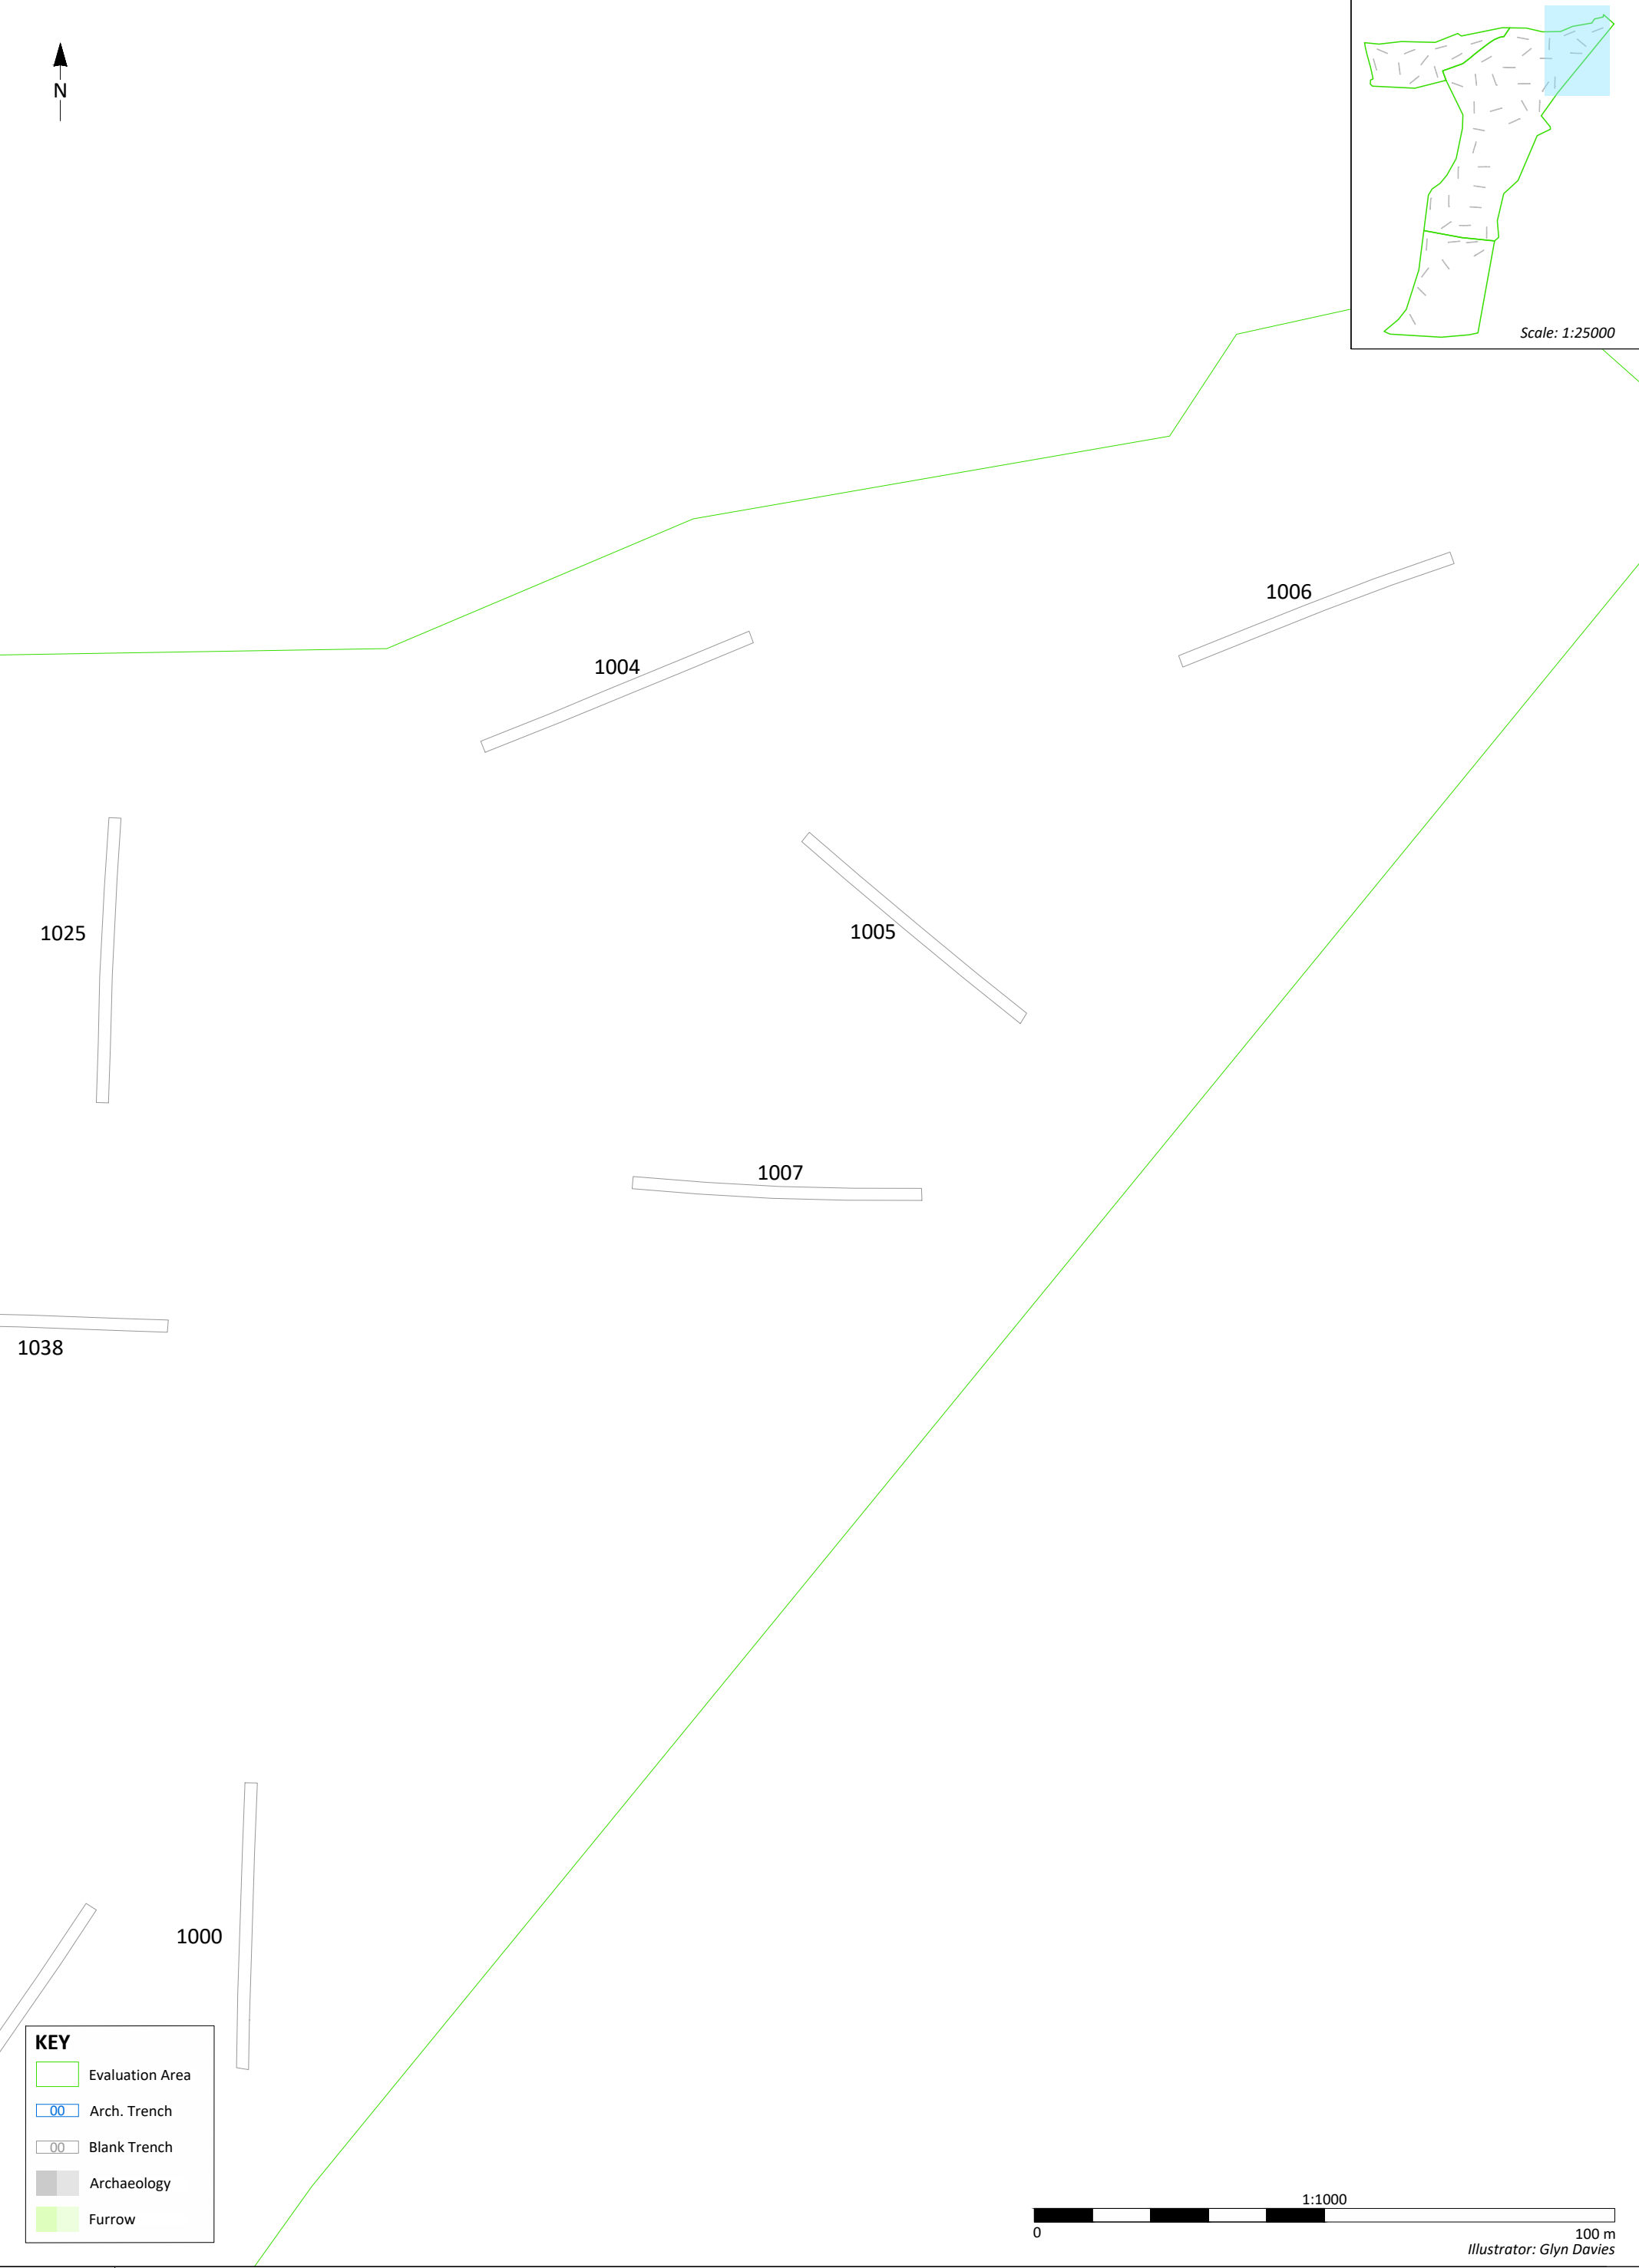 N
Scale: 1:25000
1006
1004
1025
1005
1007
1038
1000
KEY
Evaluation Area
00 Arch. Trench
00 Blank Trench
Archaeology
Furrow
1:1000
0 100 m
Illustrator: Glyn Davies